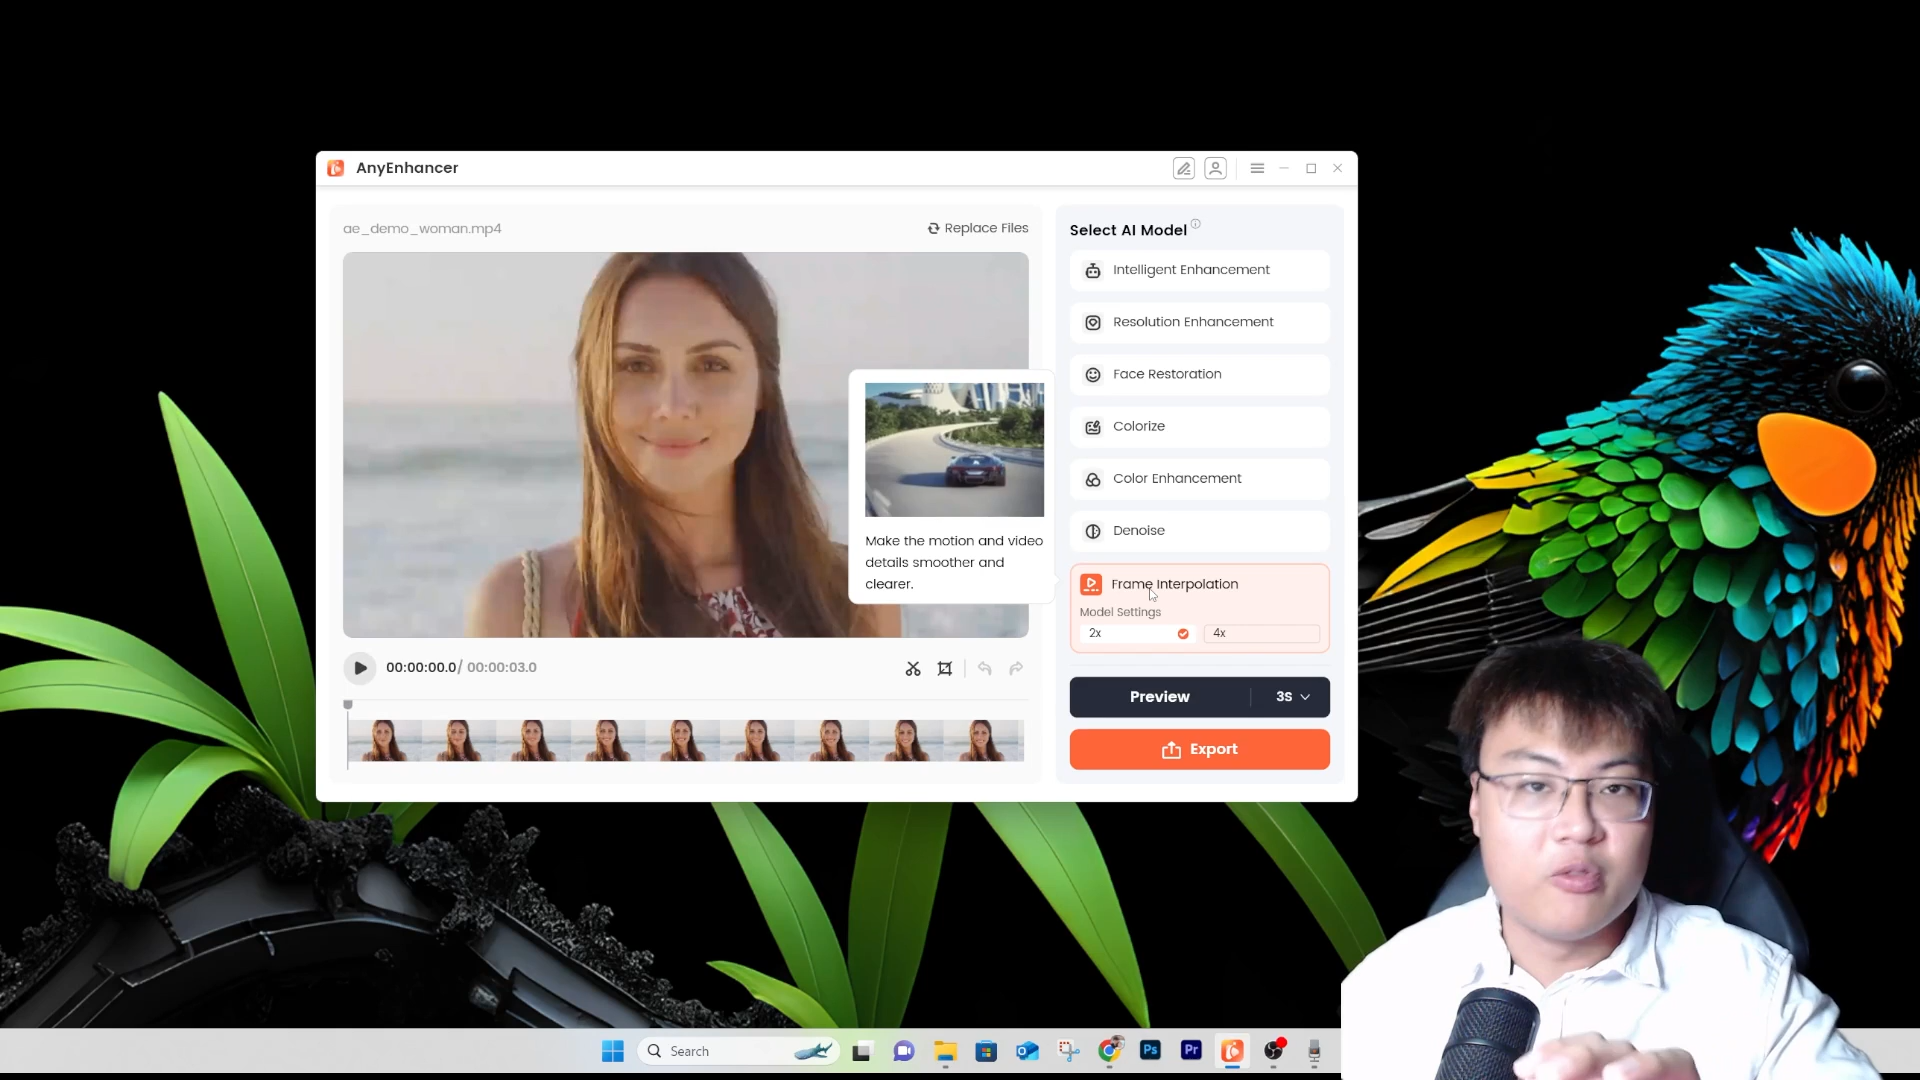 AnyEnhancer
ae_demo_woman.mp4
Replace Files
Select AI Model
Intelligent Enhancement
Resolution Enhancement
Face Restoration
Colorize
Color Enhancement
Denoise
Make the motion and video
details smoother and
clearer.
Frame Interpolation
Model Settings
2x
4x
00:00:00.0/ 00:00:03.0
Preview
3S
Export
Search
Ps
Pr